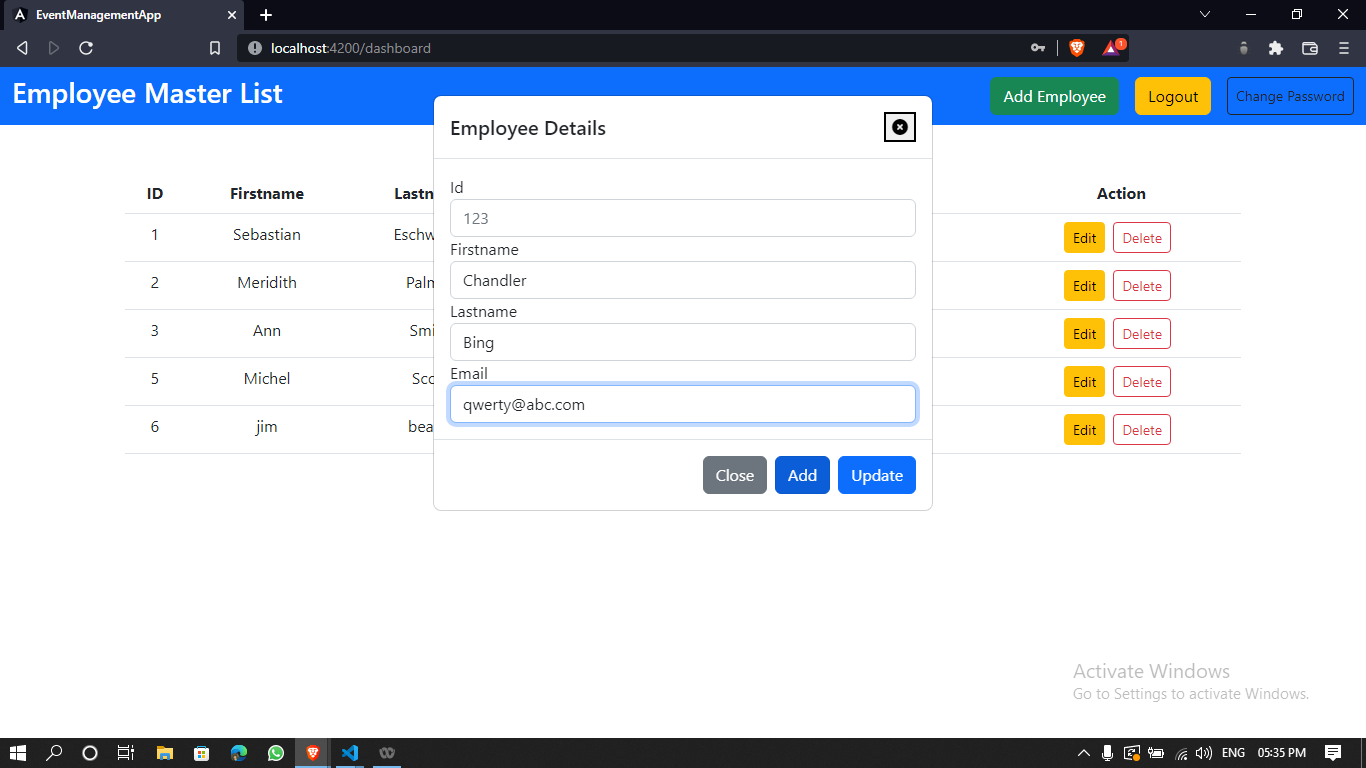 EventManagementApp
localhost:4200/dashboard
1
Employee Master List
Add Employee
Logout
Change Password
Employee Details
Id
123
Firstname
Chandler
Lastname
Bing
Email
qwerty@abc.com
Close Add Update
ID Firstname Lastn Action
1 Sebastian Eschw Edit Delete
2 Meridith Palm Edit Delete
3 Ann Smi Edit Delete
5 Michel Sco Edit Delete
6 jim bea Edit Delete
Activate Windows
Go to Settings to activate Windows.
ENG 05:35 PM